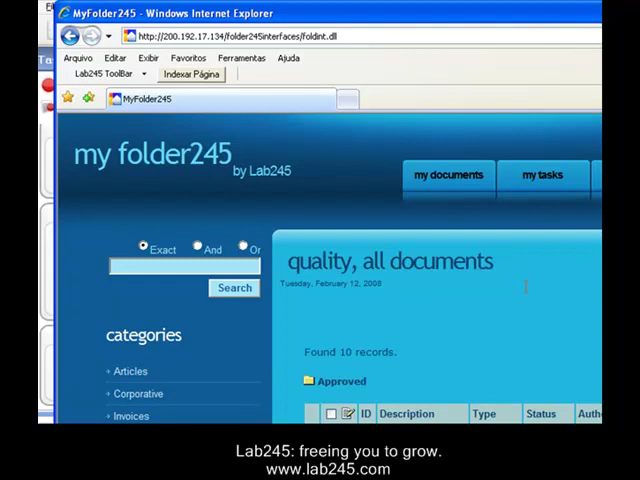 MyFolder245 - Windows Internet Explorer
http://200.192.17.134/folder245interfaces/foldint.dll
Arquivo Editar Exibir Favoritos Ferramentas Ajuda
Lab245 ToolBar Indexar Página
MyFolder245
my folder245
by Lab245
my documents my tasks
Exact And Or
Search
quality, all documents
Tuesday, February 12, 2008
categories
Found 10 records.
Articles
Approved
Corporative
ID Description Type Status Autho
Invoices
Lab245: freeing you to grow.
www.lab245.com